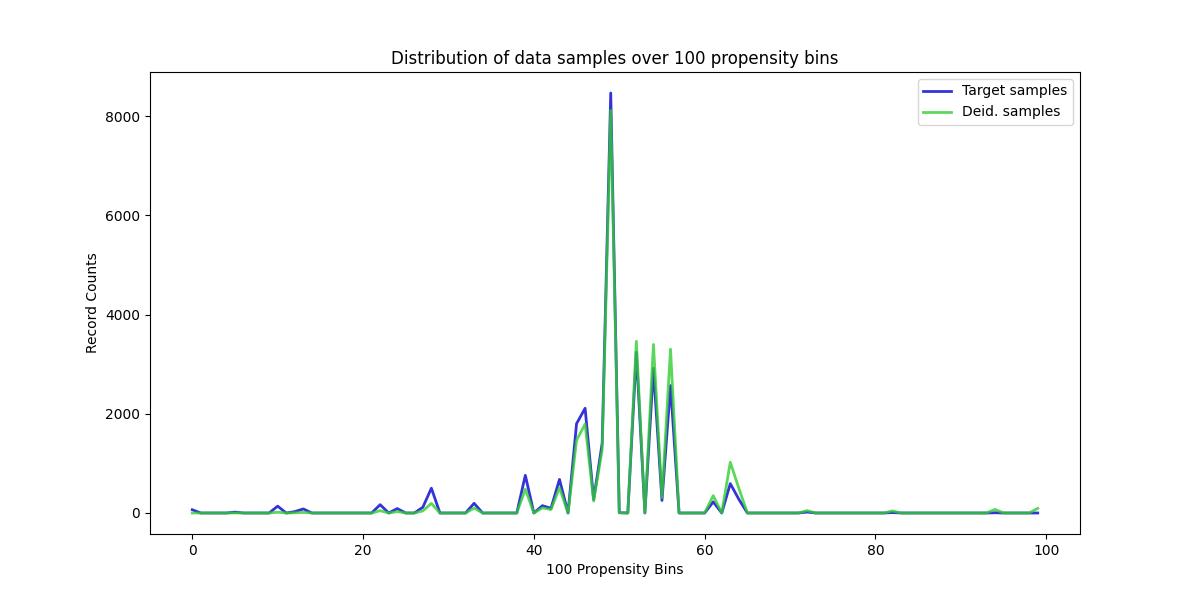 Distribution of data samples over 100 propensity bins
Target samples
Deid. samples
8000
6000
4000
2000
0
Record Counts
0 20 40 60 80 100
100 Propensity Bins